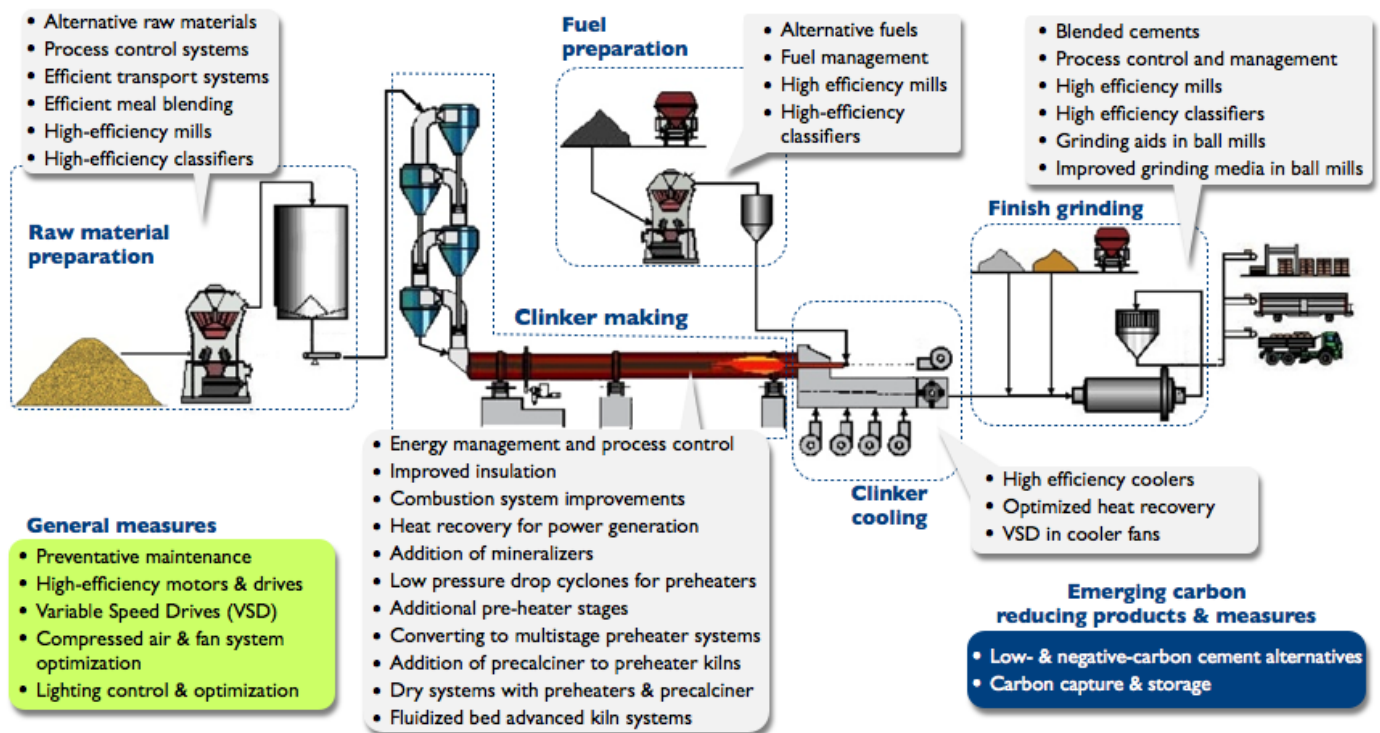 • Alternative raw materials
• Process control systems
• Efficient transport systems
• Efficient meal blending
• High-efficiency mills
• High-efficiency classifiers
Raw material
preparation
Fuel
preparation
• Alternative fuels
• Fuel management
• High efficiency mills
• High-efficiency
classifiers
• Blended cements
• Process control and management
• High efficiency mills
• High efficiency classifiers
• Grinding aids in ball mills
• Improved grinding media in ball mills
Finish grinding
Clinker making
• Energy management and process control
• Improved insulation
• Combustion system improvements
• Heat recovery for power generation
• Addition of mineralizers
• Low pressure drop cyclones for preheaters
• Additional pre-heater stages
• Converting to multistage preheater systems
• Addition of precalciner to preheater kilns
• Dry systems with preheaters & precalciner
• Fluidized bed advanced kiln systems
Clinker
cooling
• High efficiency coolers
• Optimized heat recovery
• VSD in cooler fans
General measures
• Preventative maintenance
• High-efficiency motors & drives
• Variable Speed Drives (VSD)
• Compressed air & fan system
optimization
• Lighting control & optimization
Emerging carbon
reducing products & measures
• Low- & negative-carbon cement alternatives
• Carbon capture & storage